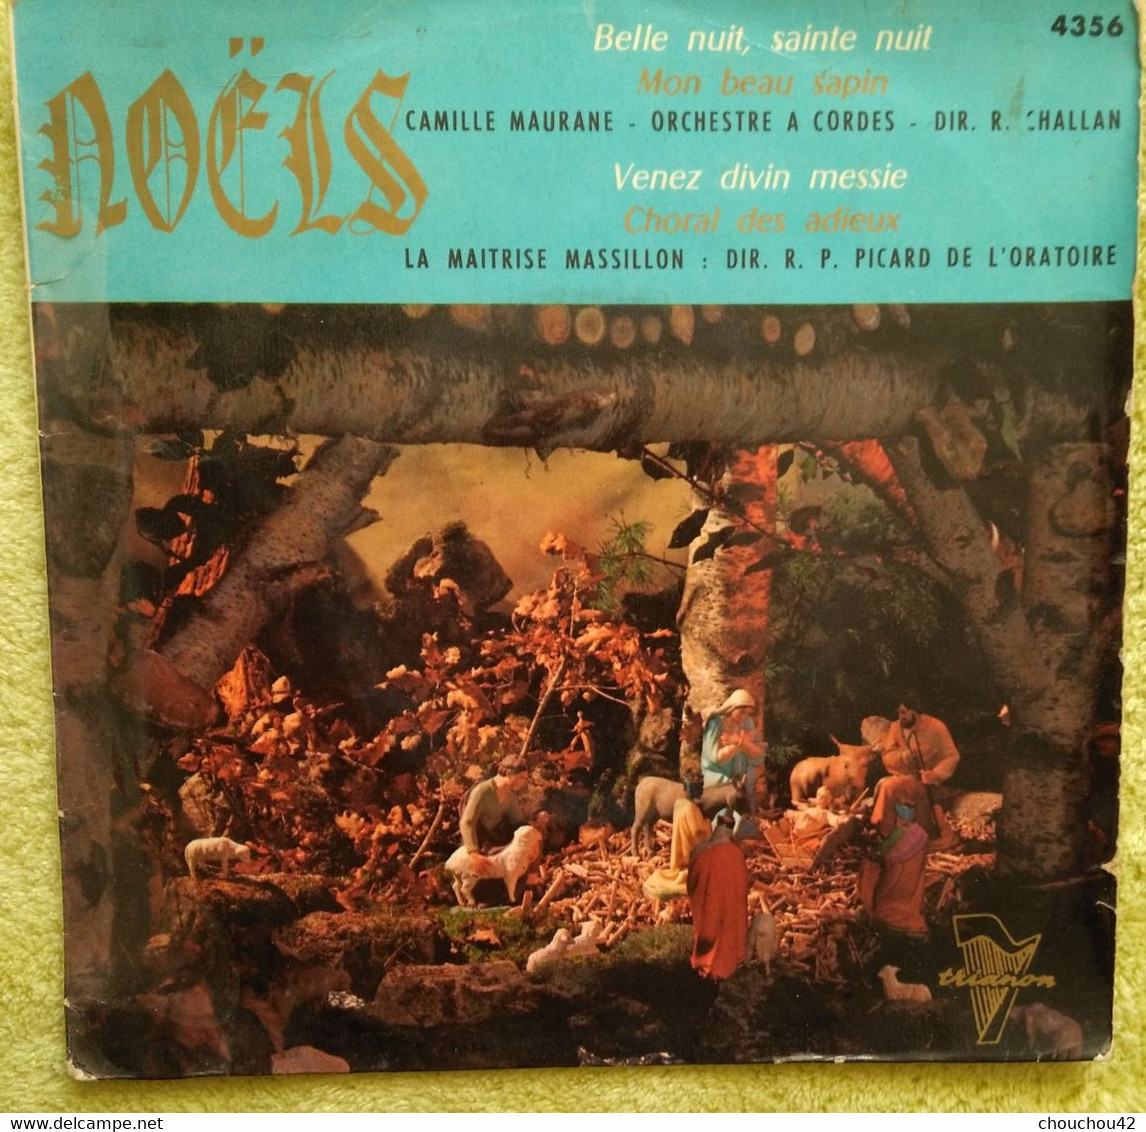 4356
NOËLS
Belle nuit, sainte nuit
Mon beau sapin
CAMILLE MAURANE - ORCHESTRE A CORDES - DIR. R. CHALLAN
Venez divin messie
Choral des adieux
LA MAITRISE MASSILLON : DIR. R. P. PICARD DE L'ORATOIRE
trianon
delcampe.net
chouchou42